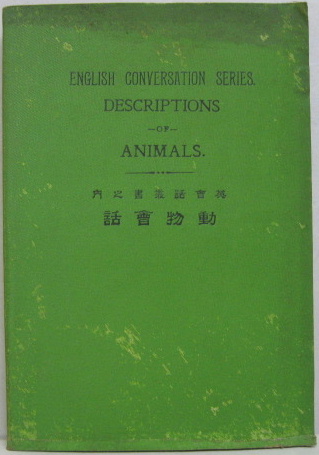 ENGLISH CONVERSATION SERIES.
DESCRIPTIONS
—OF—
ANIMALS.
英會話叢書之内
動物會話